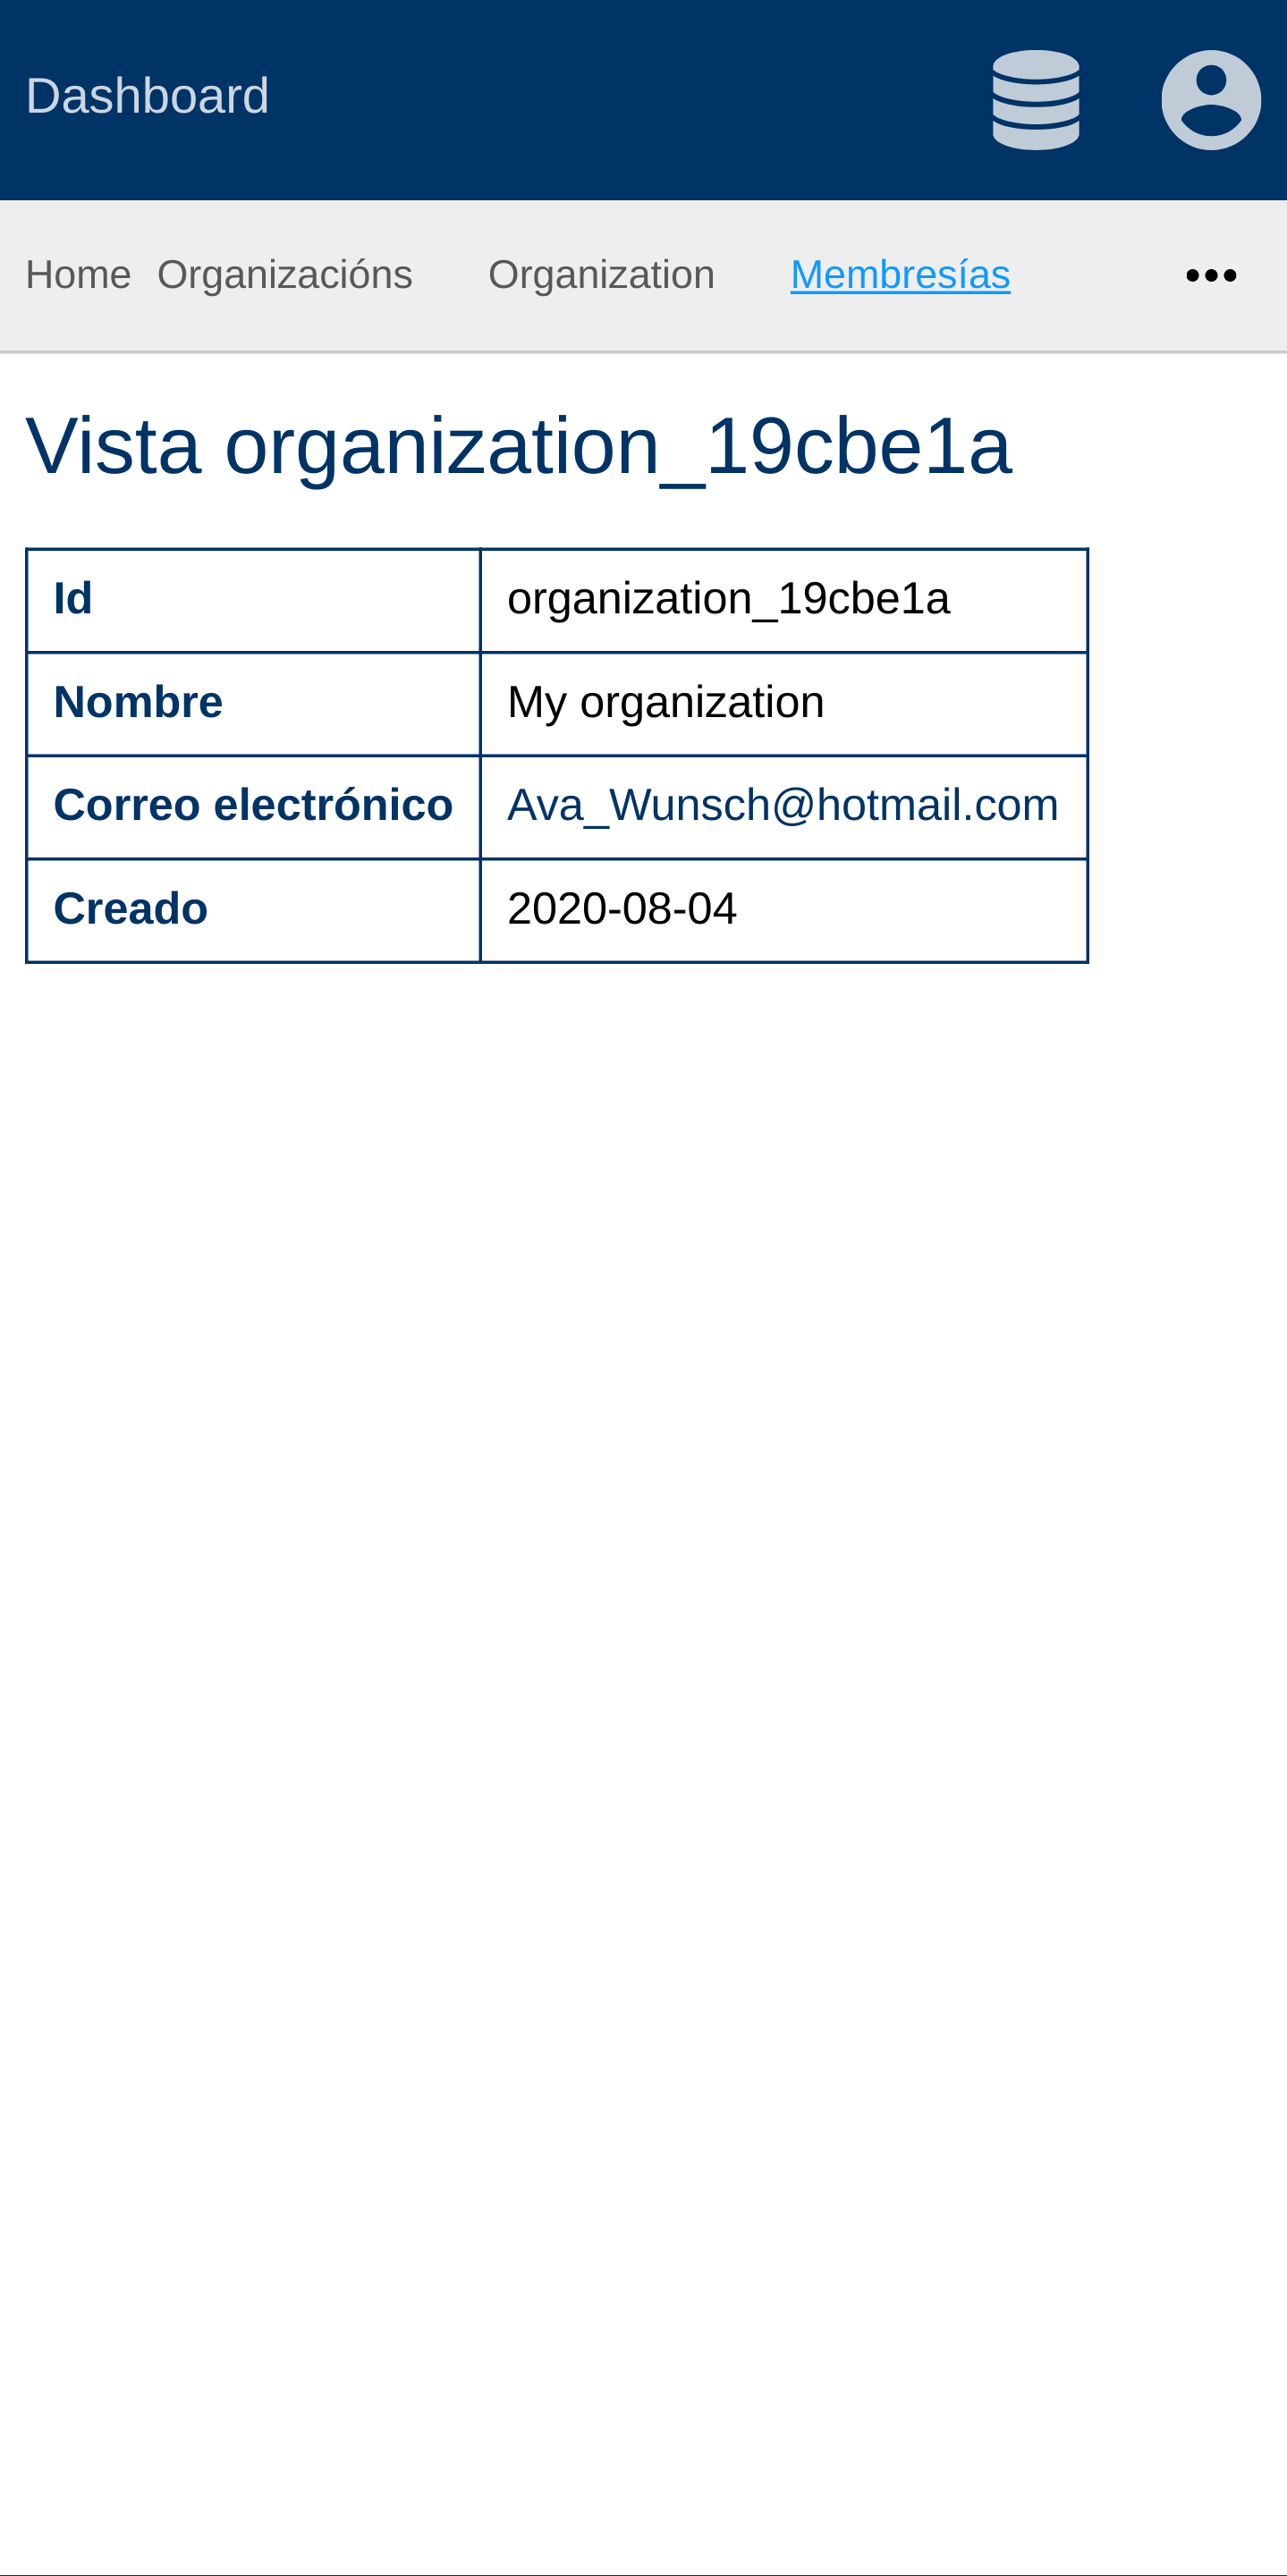 Dashboard
Home Organizacións Organization Membresías
Vista organization_19cbe1a
Id organization_19cbe1a
Nombre My organization
Correo electrónico Ava_Wunsch@hotmail.com
Creado 2020-08-04